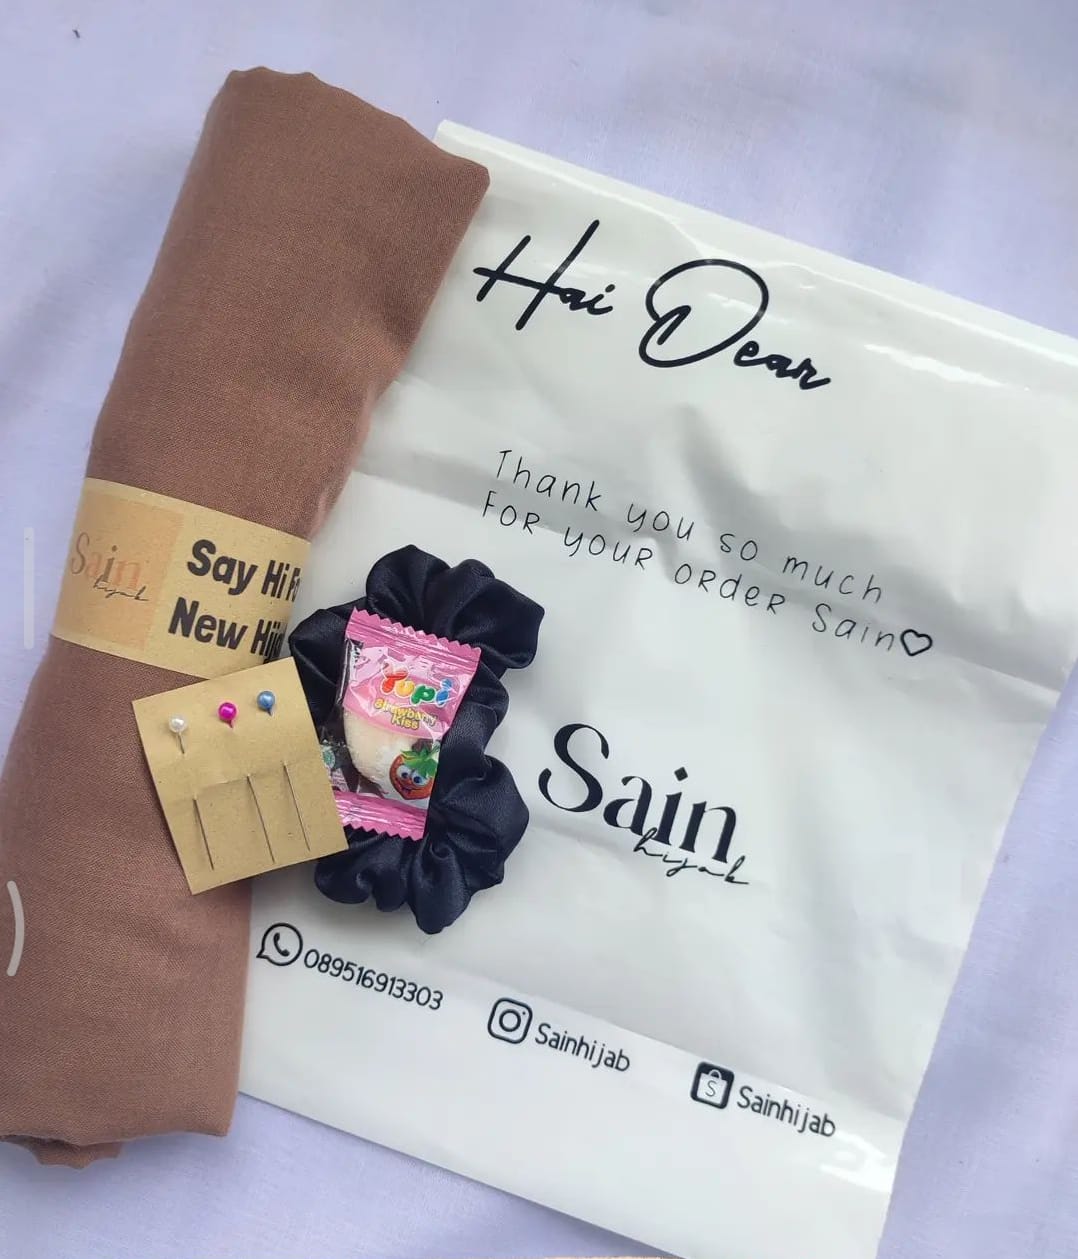 Hai Dear
Thank you so much
For your order Sain♡
Sain
hijab
Say Hi
New
Sain
hijab
Yupi
Strawberry
Kiss
089516913303
Sainhijab
Sainhijab